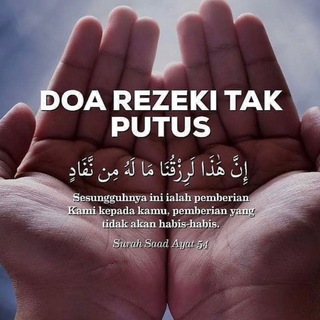 DOA REZEKI TAK
PUTUS
إِنَّ هَٰذَا لَرِزْقُنَا مَا لَهُ مِن نَّفَادٍ
Sesungguhnya ini ialah pemberian
Kami kepada kamu, pemberian yang
tidak akan habis-habis.
Surah Saad Ayat 54